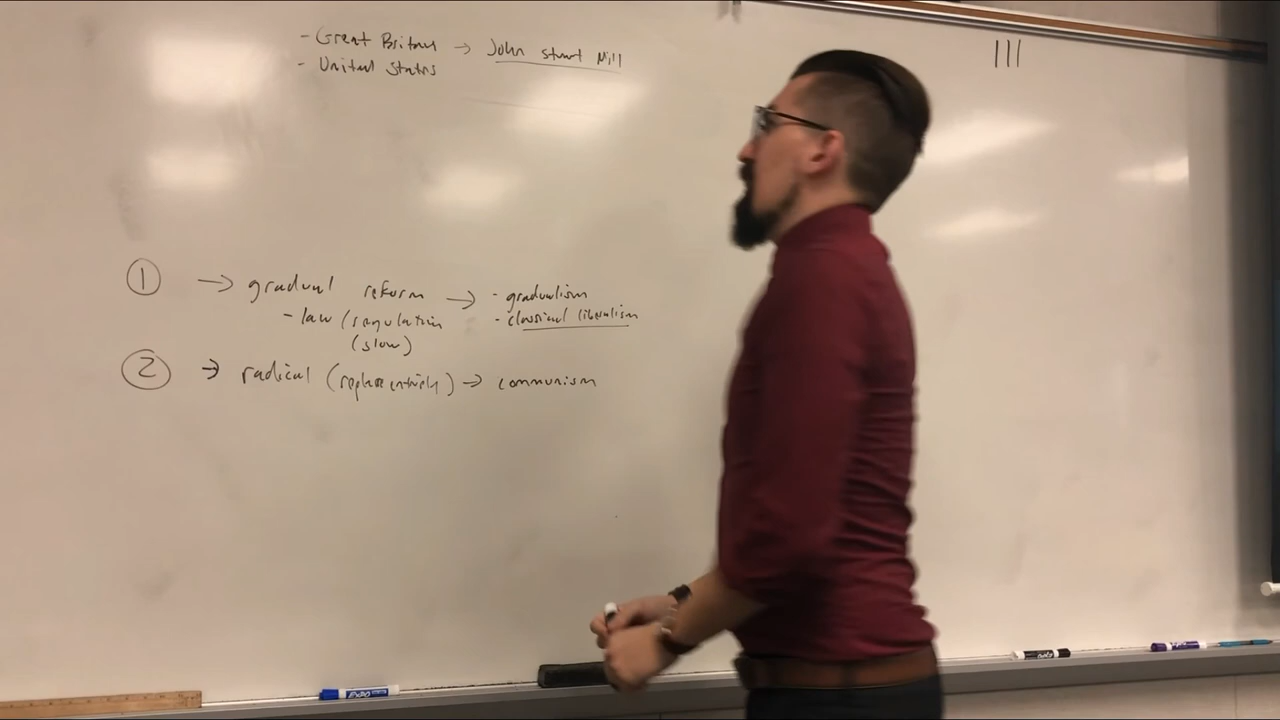 - Great Britain → John Stuart Mill
- United States
|||
① → gradual reform → - gradualism
- law / regulation - classical liberalism
(slow)
② → radical (replace entirely) → communism
EXPO